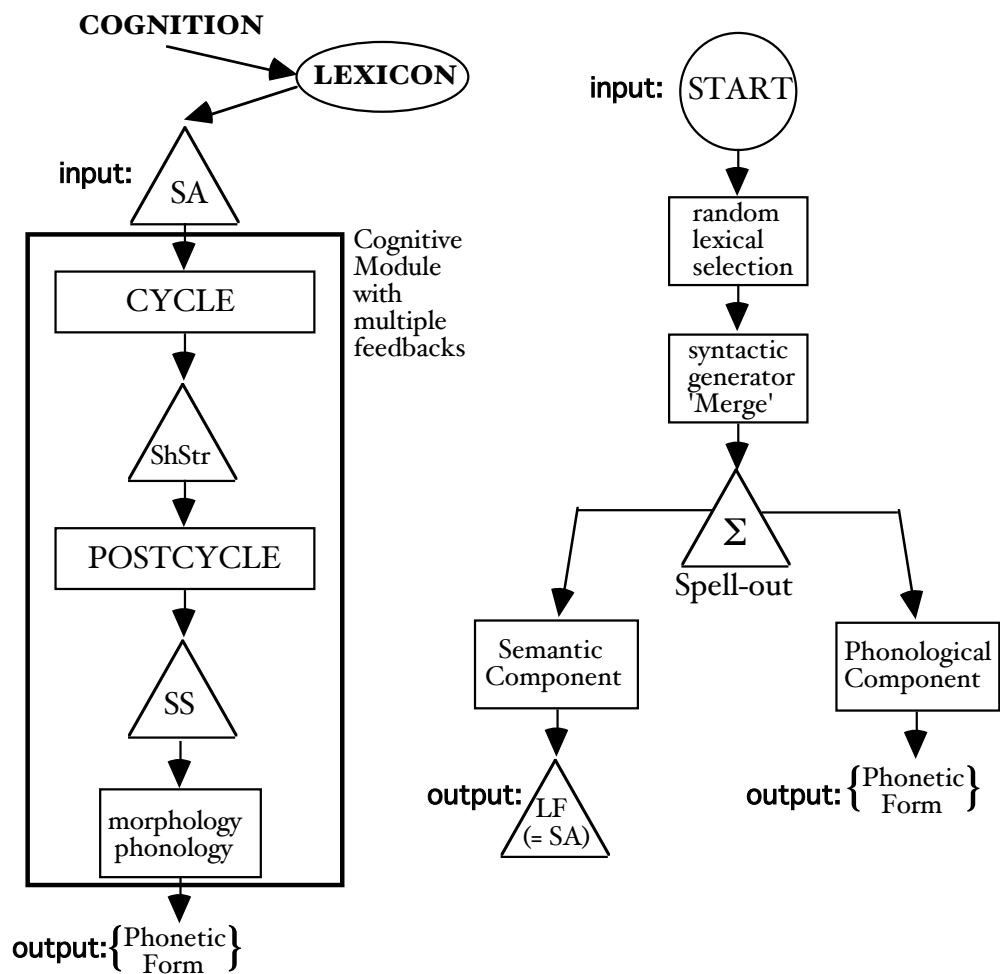 COGNITION
LEXICON
input:
SA
Cognitive
Module
with
multiple
feedbacks
CYCLE
ShStr
POSTCYCLE
SS
morphology
phonology
output:
{Phonetic
Form}
input:
START
random
lexical
selection
syntactic
generator
'Merge'
Σ
Spell-out
Semantic
Component
output:
LF
(= SA)
Phonological
Component
output:
{Phonetic
Form}